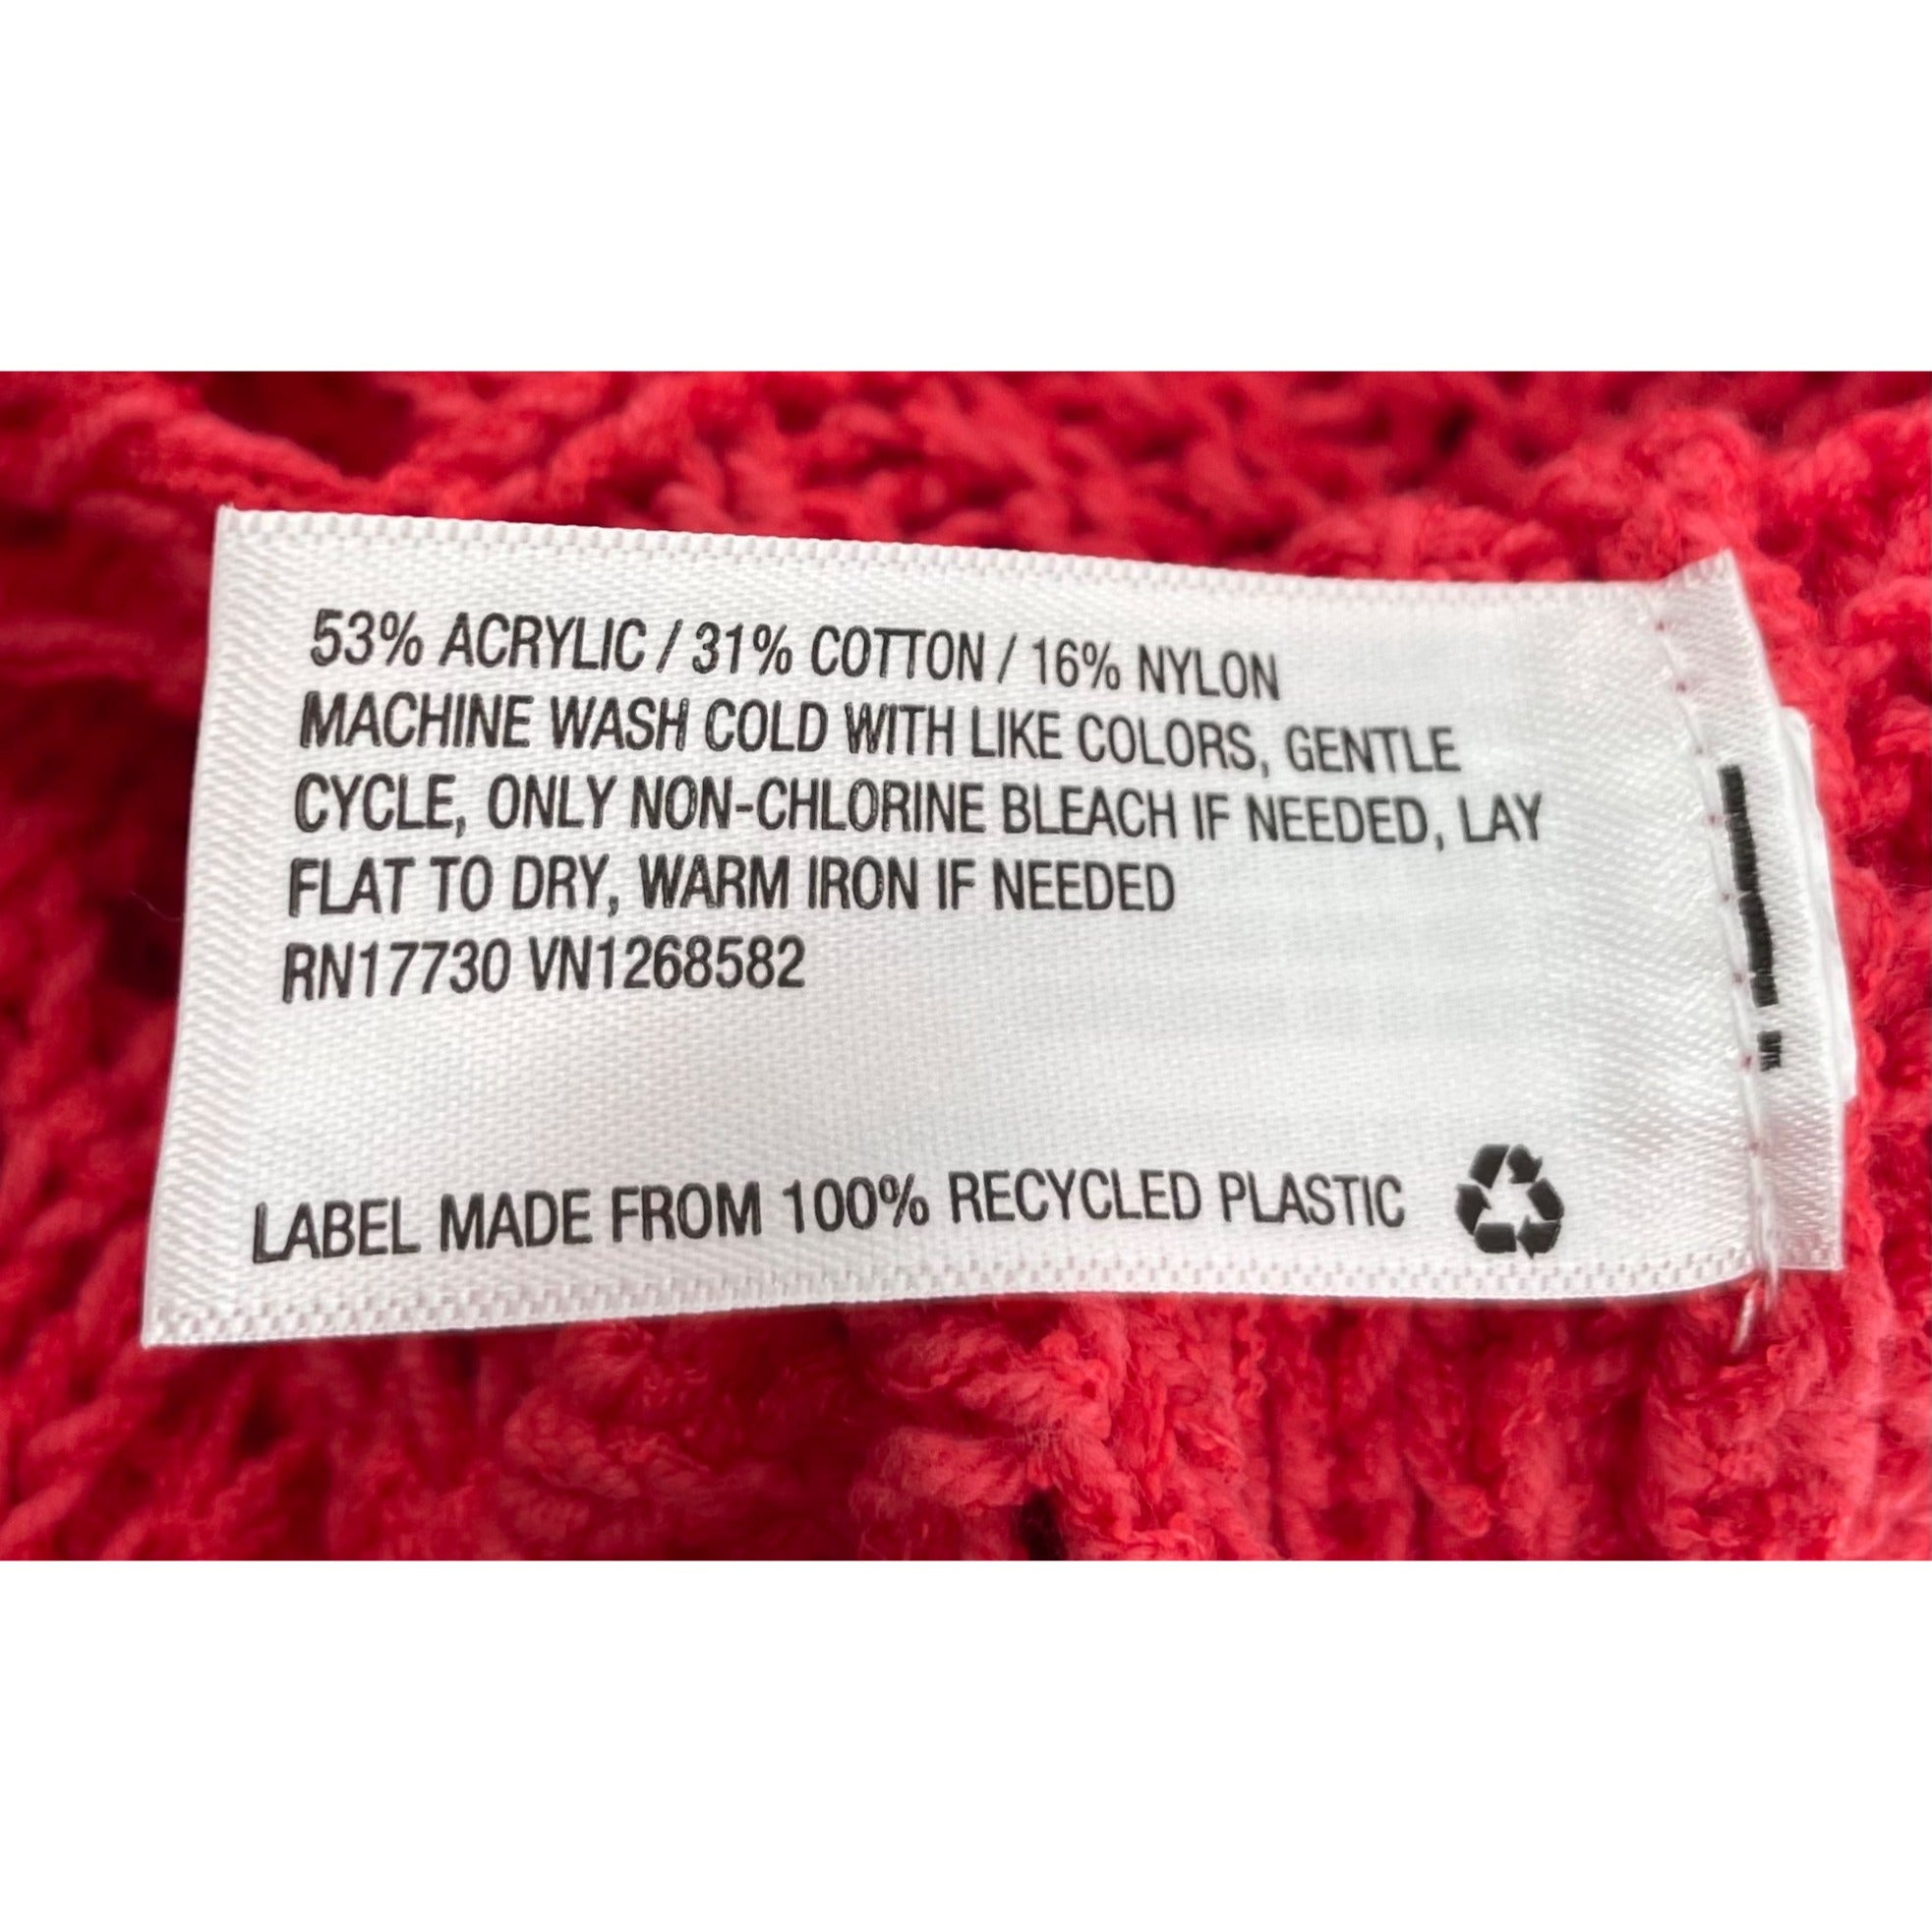 53% ACRYLIC / 31% COTTON / 16% NYLON
MACHINE WASH COLD WITH LIKE COLORS, GENTLE
CYCLE, ONLY NON-CHLORINE BLEACH IF NEEDED, LAY
FLAT TO DRY, WARM IRON IF NEEDED
RN17730 VN1268582
LABEL MADE FROM 100% RECYCLED PLASTIC